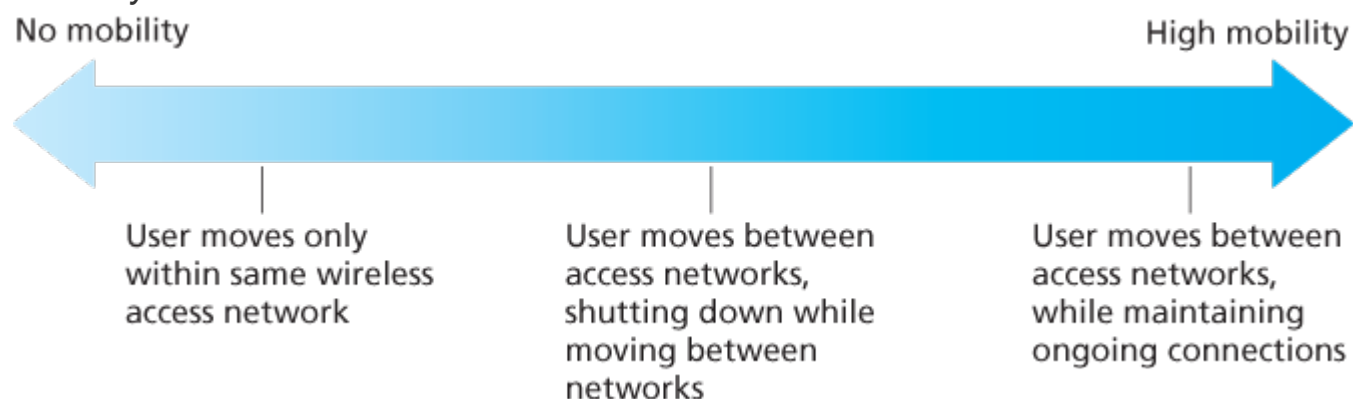 No mobility
High mobility
User moves only
within same wireless
access network
User moves between
access networks,
shutting down while
moving between
networks
User moves between
access networks,
while maintaining
ongoing connections